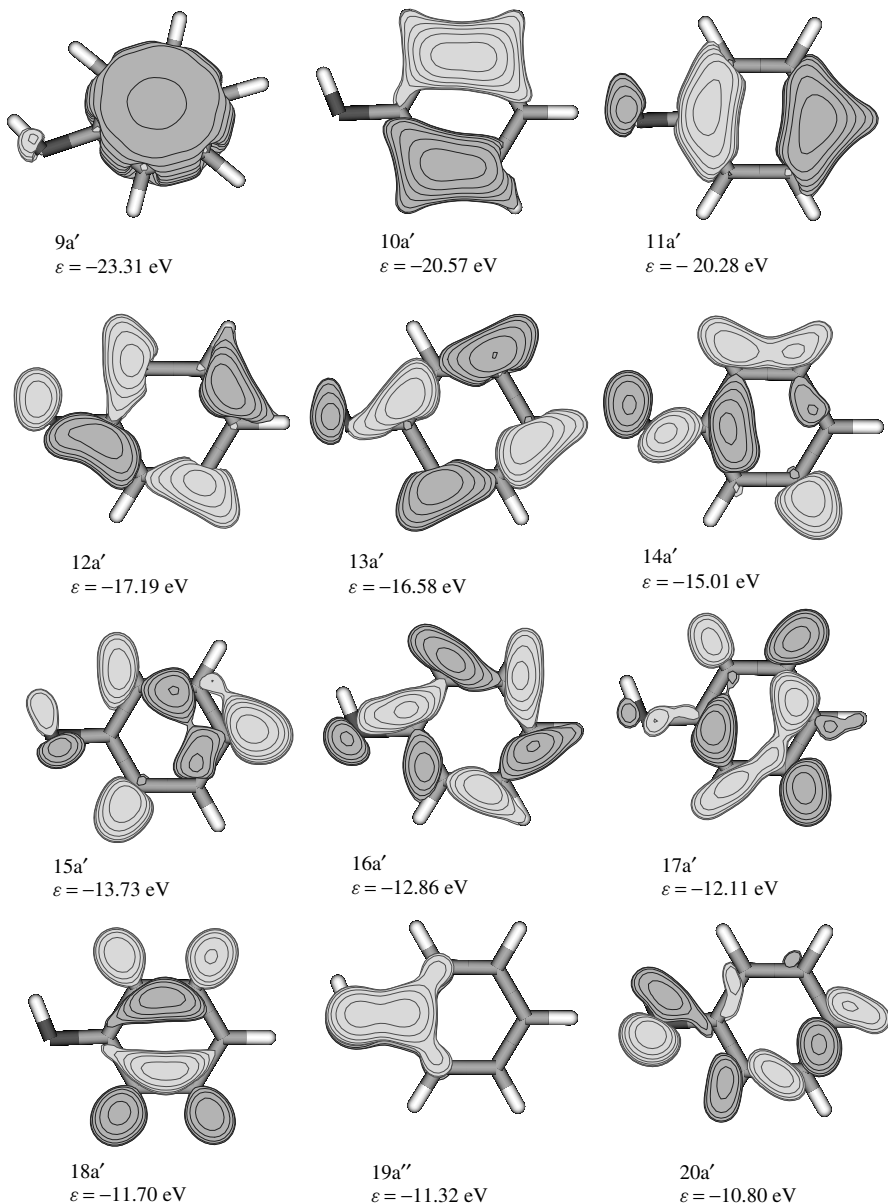 9a′
ε = −23.31 eV
10a′
ε = −20.57 eV
11a′
ε = − 20.28 eV
12a′
ε = −17.19 eV
13a′
ε = −16.58 eV
14a′
ε = −15.01 eV
15a′
ε = −13.73 eV
16a′
ε = −12.86 eV
17a′
ε = −12.11 eV
18a′
ε = −11.70 eV
19a″
ε = −11.32 eV
20a′
ε = −10.80 eV